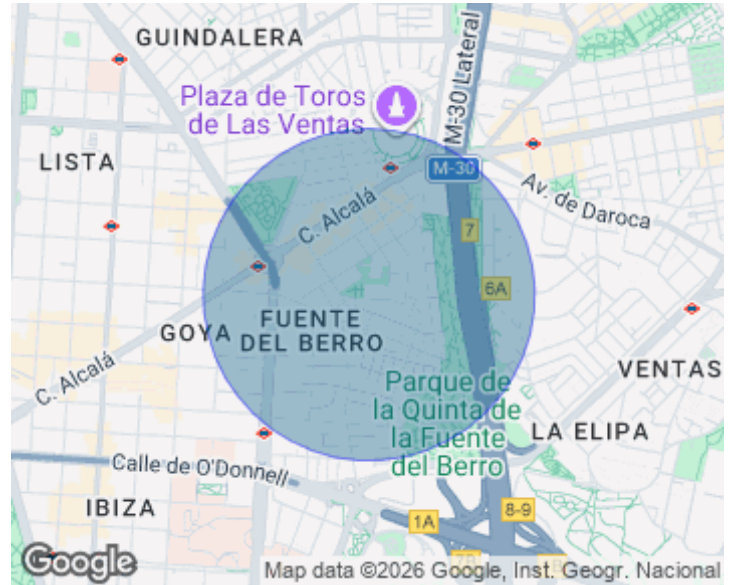 GUINDALERA
Plaza de Toros
de Las Ventas
M-30 Lateral
LISTA
M-30
Av. de Daroca
C. Alcalá
7
6A
GOYA
FUENTE
DEL BERRO
C. Alcalá
VENTAS
Parque de
la Quinta de
la Fuente
del Berro
LA ELIPA
Calle de O'Donnell
IBIZA
1A
8-9
Google
Map data ©2026 Google, Inst. Geogr. Nacional